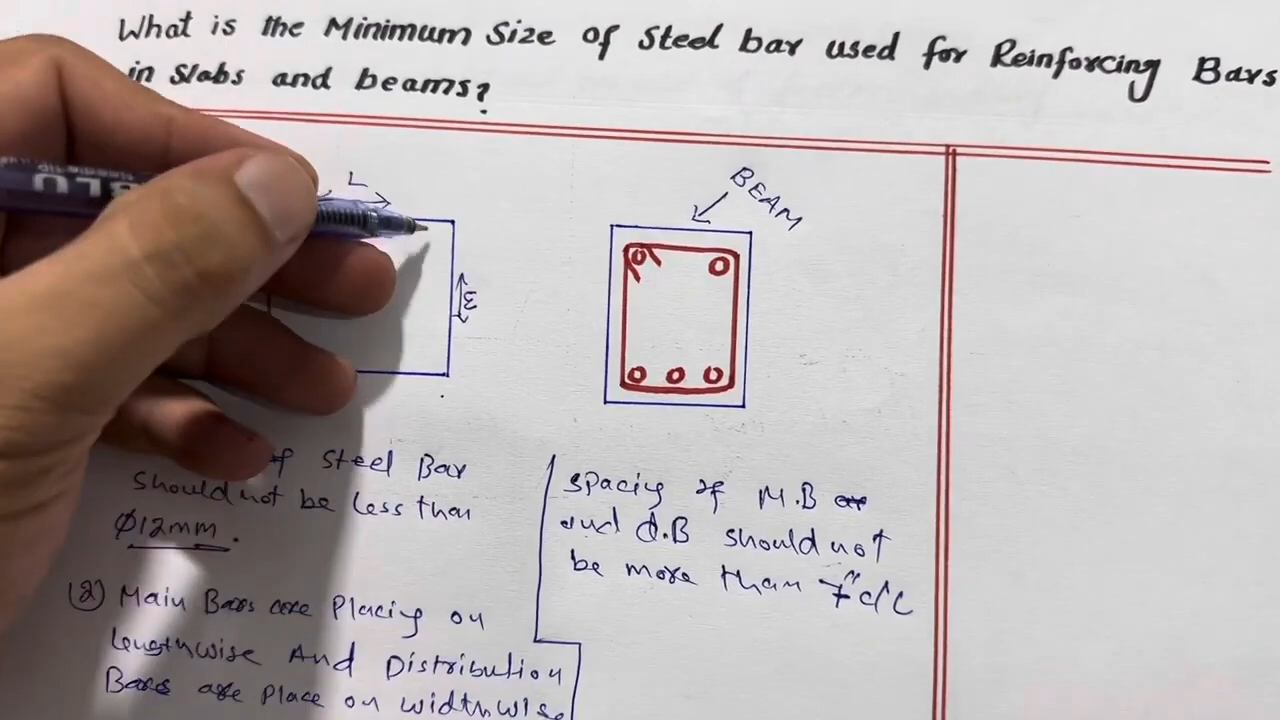 What is the Minimum Size of Steel bar used for Reinforcing Bars
in Slabs and beams?
L
BEAM
W
of Steel Bar
should not be less than
φ12mm.
(2) Main Bars are Placing on
lengthwise And Distribution
Bars are Place on widthwise
Spacing of M.B
and d.B should not
be more than 7" c/c